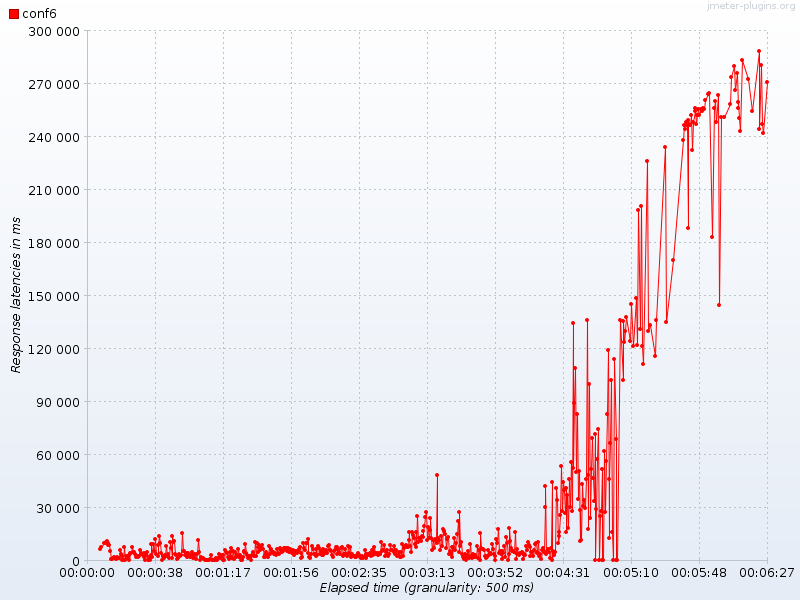 jmeter-plugins.org
conf6
300 000
270 000
240 000
210 000
180 000
150 000
120 000
90 000
60 000
30 000
0
Response latencies in ms
00:00:00 00:00:38 00:01:17 00:01:56 00:02:35 00:03:13 00:03:52 00:04:31 00:05:10 00:05:48 00:06:27
Elapsed time (granularity: 500 ms)